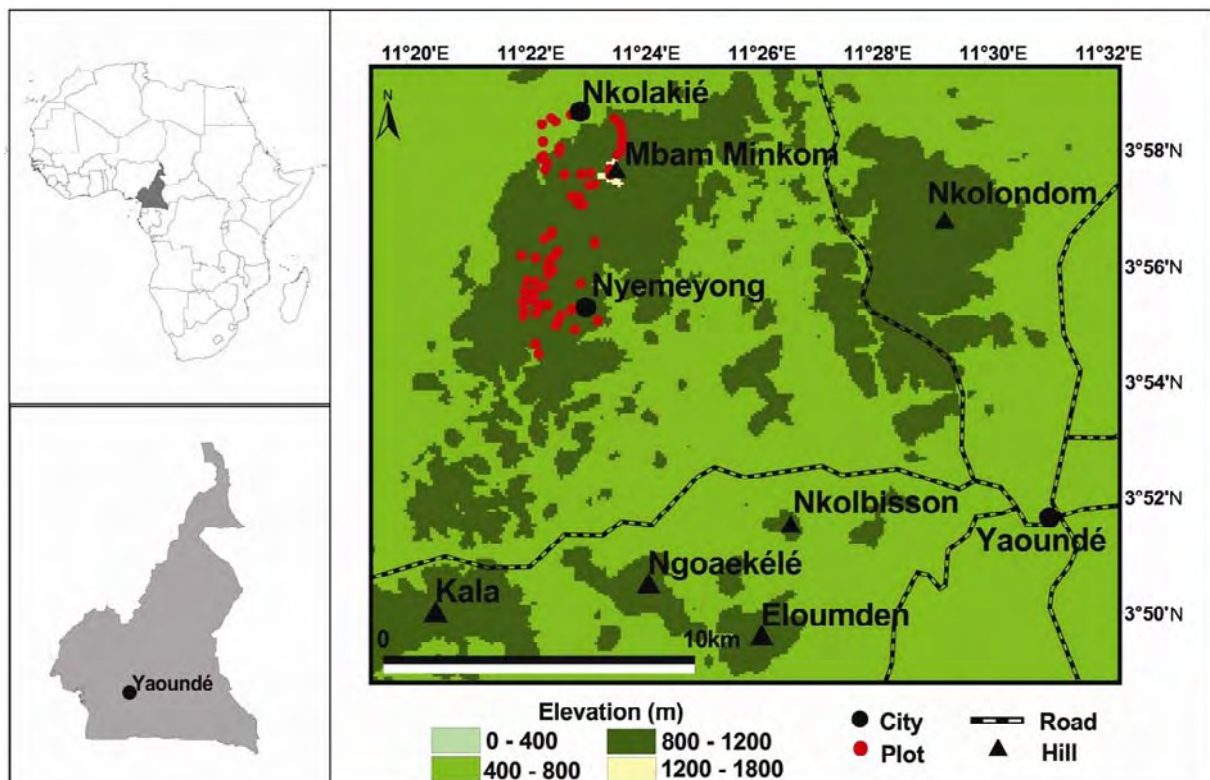 11°20'E 11°22'E 11°24'E 11°26'E 11°28'E 11°30'E 11°32'E
N
Nkolakié
Mbam Minkom
3°58'N
Nkolondom
3°56'N
Nyemeyong
3°54'N
Nkolbisson
3°52'N
Yaoundé
Ngoaekélé
Kala
3°50'N
Eloumden
0 10km
Yaoundé
Elevation (m)
0 - 400
800 - 1200
400 - 800
1200 - 1800
City
Road
Plot
Hill